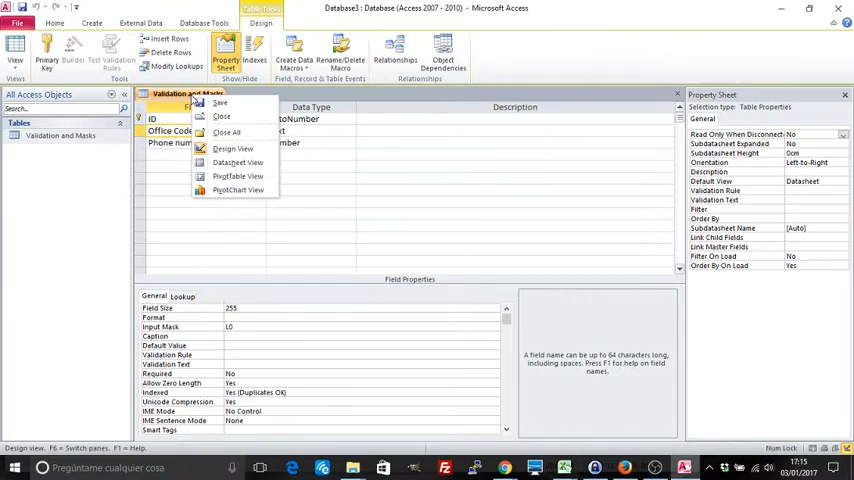 Table Tools
Database3 : Database (Access 2007 - 2010) - Microsoft Access
File Home Create External Data Database Tools Design
View
Primary Key
Builder
Test Validation Rules
Insert Rows
Delete Rows
Modify Lookups
Property Sheet
Indexes
Create Data Macros
Rename/Delete Macro
Relationships
Object Dependencies
Views Tools Show/Hide Field, Record & Table Events Relationships
All Access Objects
Search...
Tables
Validation and Masks
Validation and Masks
Data Type Description
ID
Office Code
Save
Close
Close All
Design View
Datasheet View
PivotTable View
PivotChart View
Field Properties
General Lookup
Field Size 255
Format
Input Mask L0
Caption
Default Value
Validation Rule
Validation Text
Required No
Allow Zero Length Yes
Indexed Yes (Duplicates OK)
Unicode Compression Yes
IME Mode No Control
IME Sentence Mode None
Smart Tags
A field name can be up to 64 characters long,
including spaces. Press F1 for help on field
names.
Property Sheet
Selection type: Table Properties
General
Read Only When Disconnect No
Subdatasheet Expanded No
Subdatasheet Height 0cm
Orientation Left-to-Right
Description
Default View Datasheet
Validation Rule
Validation Text
Filter
Order By
Subdatasheet Name [Auto]
Link Child Fields
Link Master Fields
Filter On Load No
Order By On Load Yes
Design view. F6 = Switch panes. F1 = Help.
Num Lock
Pregúntame cualquier cosa
17:15
03/01/2017